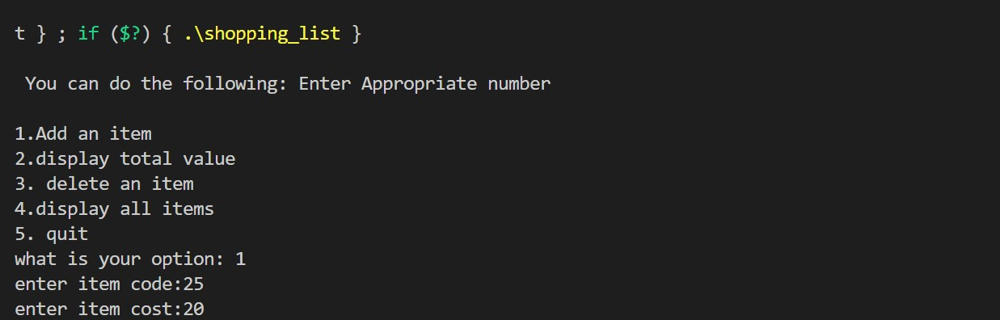 t } ; if ($?) { .\shopping_list }
You can do the following: Enter Appropriate number
1.Add an item
2.display total value
3. delete an item
4.display all items
5. quit
what is your option: 1
enter item code:25
enter item cost:20